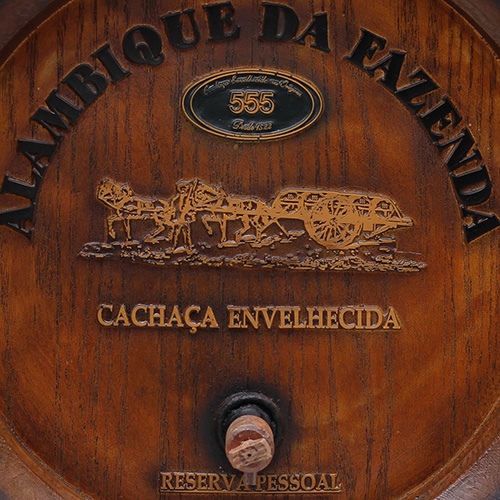 ALAMBIQUE DA FAZENDA
555
CACHAÇA ENVELHECIDA
RESERVA PESSOAL